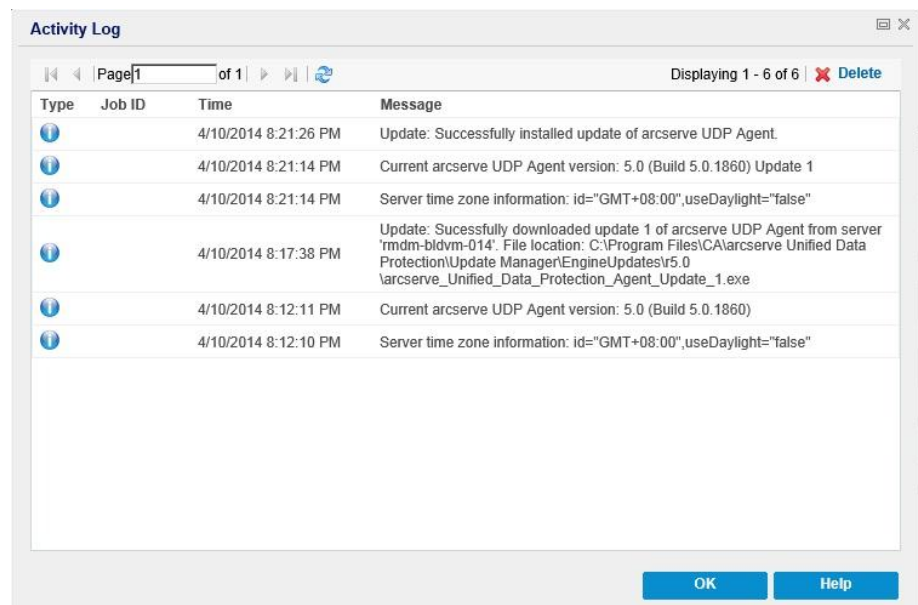 Activity Log
Page 1 of 1 Displaying 1 - 6 of 6 Delete
Type Job ID Time Message
4/10/2014 8:21:26 PM Update: Successfully installed update of arcserve UDP Agent.
4/10/2014 8:21:14 PM Current arcserve UDP Agent version: 5.0 (Build 5.0.1860) Update 1
4/10/2014 8:21:14 PM Server time zone information: id="GMT+08:00",useDaylight="false"
Update: Sucessfully downloaded update 1 of arcserve UDP Agent from server
4/10/2014 8:17:38 PM 'rmdm-bldvm-014'. File location: C:\Program Files\CA\arcserve Unified Data
Protection\Update Manager\EngineUpdates\r5.0
\arcserve_Unified_Data_Protection_Agent_Update_1.exe
4/10/2014 8:12:11 PM Current arcserve UDP Agent version: 5.0 (Build 5.0.1860)
4/10/2014 8:12:10 PM Server time zone information: id="GMT+08:00",useDaylight="false"
OK Help